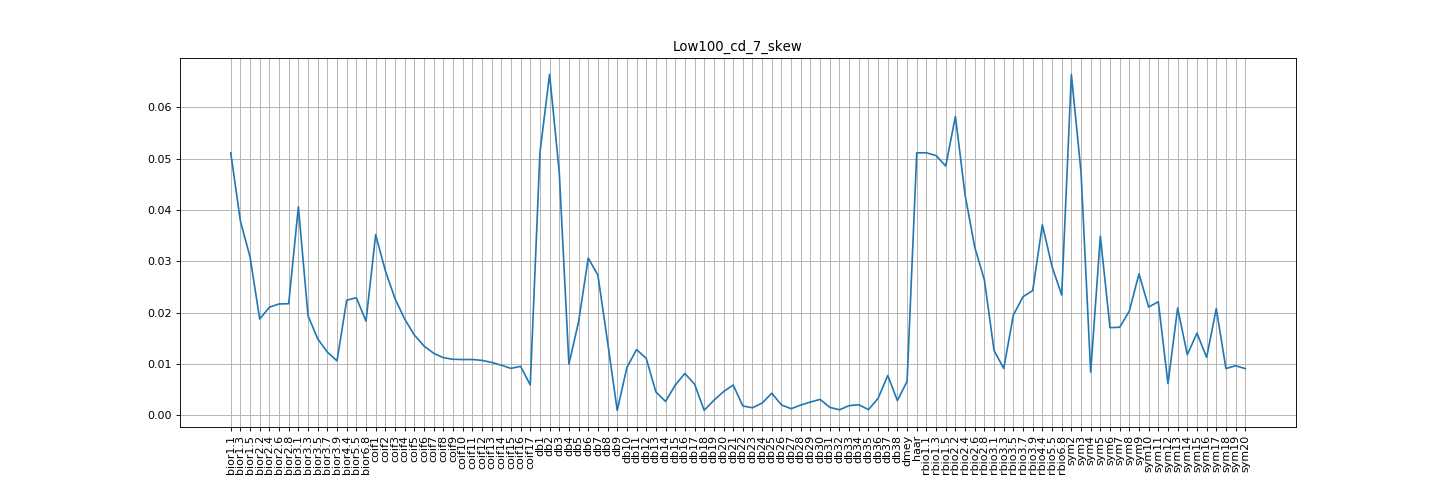 Low100_cd_7_skew
0.06
0.05
0.04
0.03
0.02
0.01
0.00
bior1.1
bior1.3
bior1.5
bior2.2
bior2.4
bior2.6
bior2.8
bior3.1
bior3.3
bior3.5
bior3.7
bior3.9
bior4.4
bior5.5
bior6.8
coif1
coif2
coif3
coif4
coif5
coif6
coif7
coif8
coif9
coif10
coif11
coif12
coif13
coif14
coif15
coif16
coif17
db1
db2
db3
db4
db5
db6
db7
db8
db9
db10
db11
db12
db13
db14
db15
db16
db17
db18
db19
db20
db21
db22
db23
db24
db25
db26
db27
db28
db29
db30
db31
db32
db33
db34
db35
db36
db37
db38
dmey
haar
rbio1.1
rbio1.3
rbio1.5
rbio2.2
rbio2.4
rbio2.6
rbio2.8
rbio3.1
rbio3.3
rbio3.5
rbio3.7
rbio3.9
rbio4.4
rbio5.5
rbio6.8
sym2
sym3
sym4
sym5
sym6
sym7
sym8
sym9
sym10
sym11
sym12
sym13
sym14
sym15
sym16
sym17
sym18
sym19
sym20